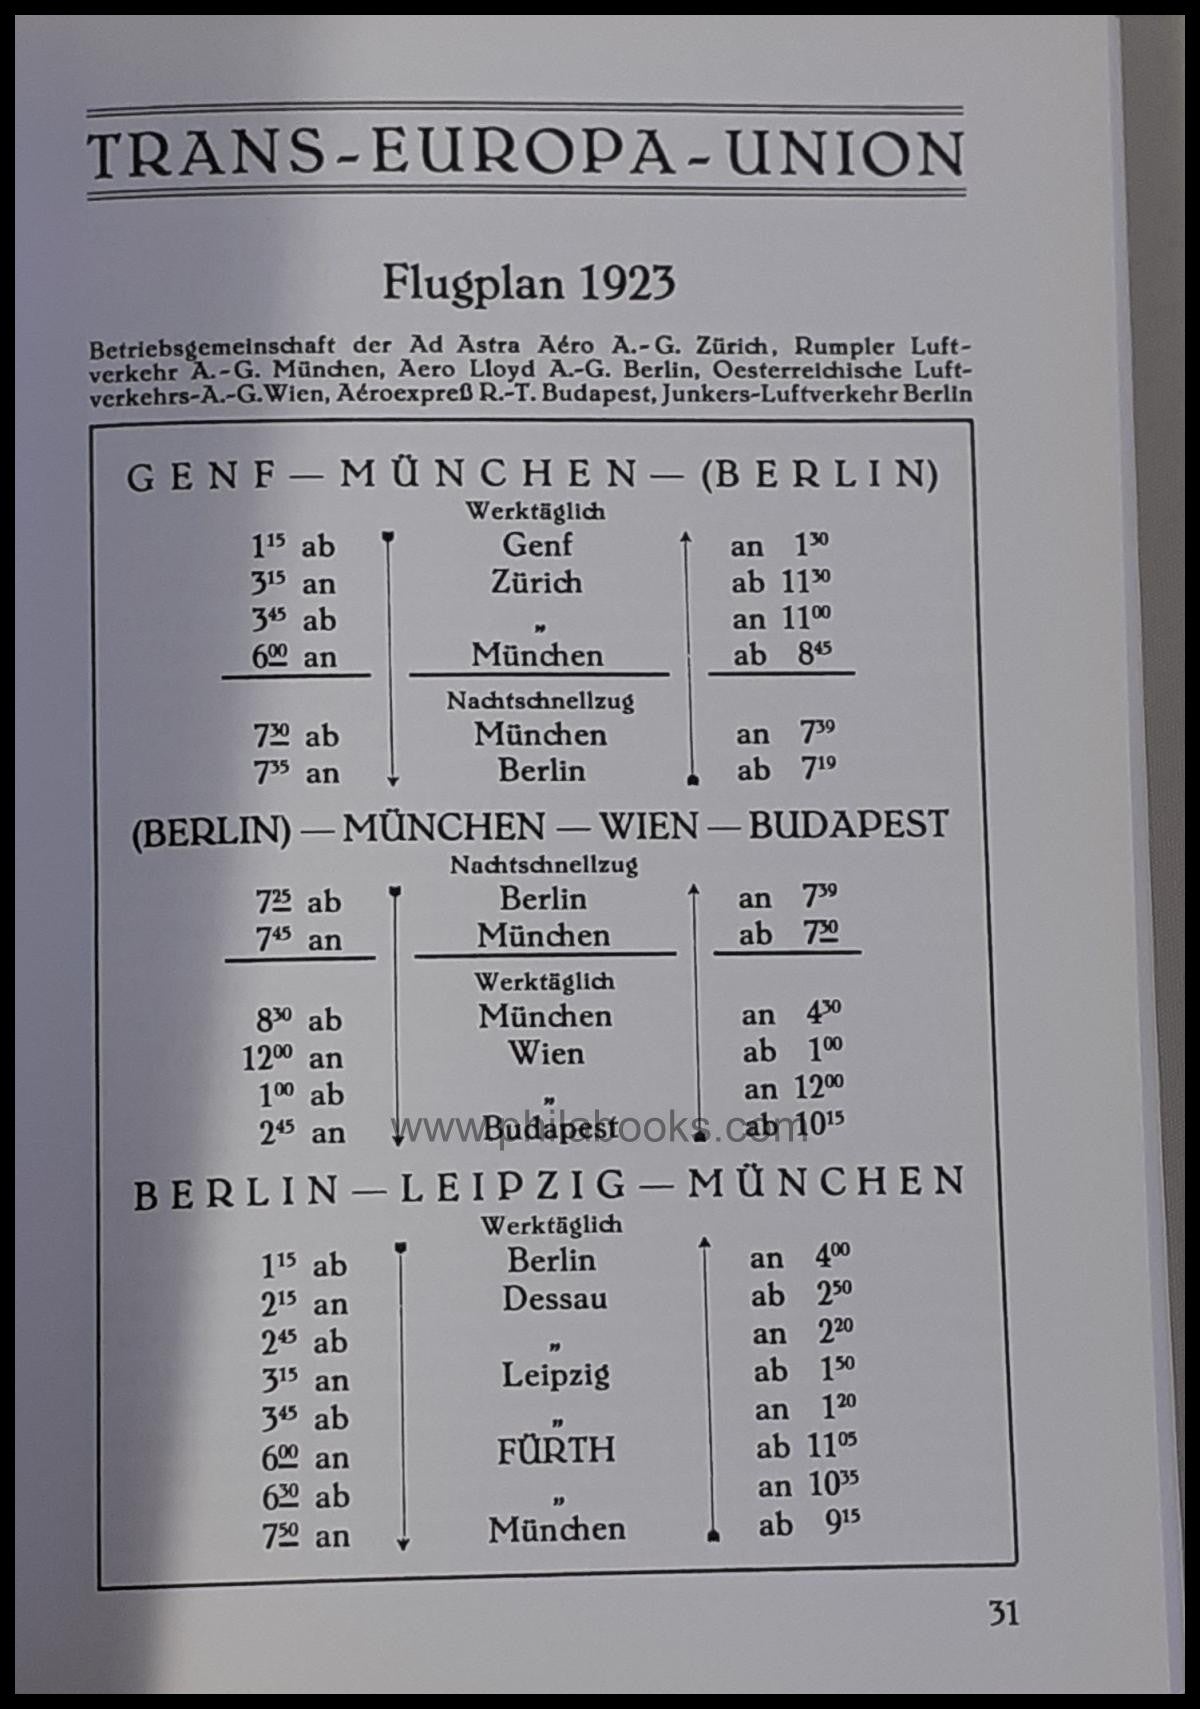 TRANS-EUROPA-UNION
Flugplan 1923
Betriebsgemeinschaft der Ad Astra Aéro A.-G. Zürich, Rumpler Luft-
verkehr A.-G. München, Aero Lloyd A.-G. Berlin, Oesterreichische Luft-
verkehrs-A.-G. Wien, Aéroexpreß R.-T. Budapest, Junkers-Luftverkehr Berlin
GENF — MÜNCHEN — (BERLIN)
Werktäglich
1¹⁵ ab Genf an 1³⁰
3¹⁵ an Zürich ab 11³⁰
3⁴⁵ ab „ an 11⁰⁰
6⁰⁰ an München ab 8⁴⁵
Nachtschnellzug
7³⁰ ab München an 7³⁹
7³⁵ an Berlin ab 7¹⁹
(BERLIN) — MÜNCHEN — WIEN — BUDAPEST
Nachtschnellzug
7²⁵ ab Berlin an 7³⁹
7⁴⁵ an München ab 7³⁰
Werktäglich
8³⁰ ab München an 4³⁰
12⁰⁰ an Wien ab 1⁰⁰
1⁰⁰ ab „ an 12⁰⁰
2⁴⁵ an Budapest ab 10¹⁵
www.philabooks.com
BERLIN — LEIPZIG — MÜNCHEN
Werktäglich
1¹⁵ ab Berlin an 4⁰⁰
2¹⁵ an Dessau ab 2⁵⁰
2⁴⁵ ab „ an 2²⁰
3¹⁵ an Leipzig ab 1⁵⁰
3⁴⁵ ab „ an 1²⁰
6⁰⁰ an FÜRTH ab 11⁰⁵
6³⁰ ab „ an 10³⁵
7⁵⁰ an München ab 9¹⁵
31